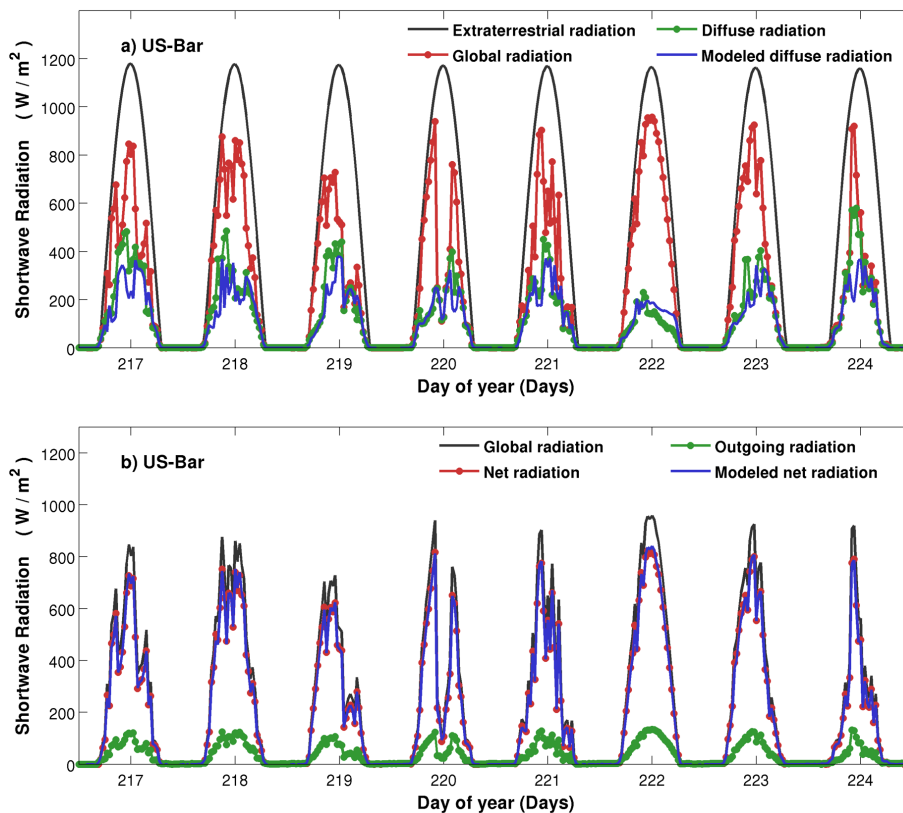 a) US-Bar
Extraterrestrial radiation
Diffuse radiation
Global radiation
Modeled diffuse radiation
Shortwave Radiation ( W / m²)
1200
1000
800
600
400
200
0
217 218 219 220 221 222 223 224
Day of year (Days)
b) US-Bar
Global radiation
Outgoing radiation
Net radiation
Modeled net radiation
Shortwave Radiation ( W / m²)
1200
1000
800
600
400
200
0
217 218 219 220 221 222 223 224
Day of year (Days)